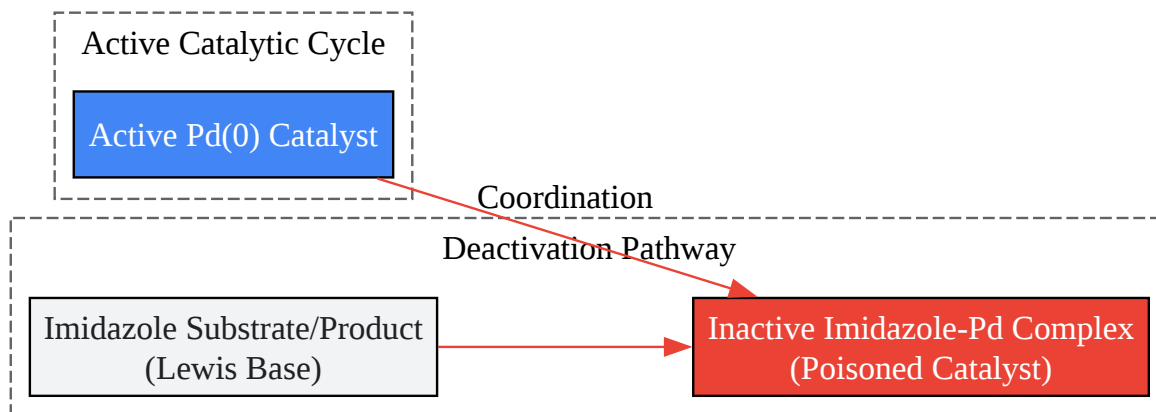 Active Catalytic Cycle
Active Pd(0) Catalyst
Coordination
Deactivation Pathway
Imidazole Substrate/Product
(Lewis Base)
Inactive Imidazole-Pd Complex
(Poisoned Catalyst)